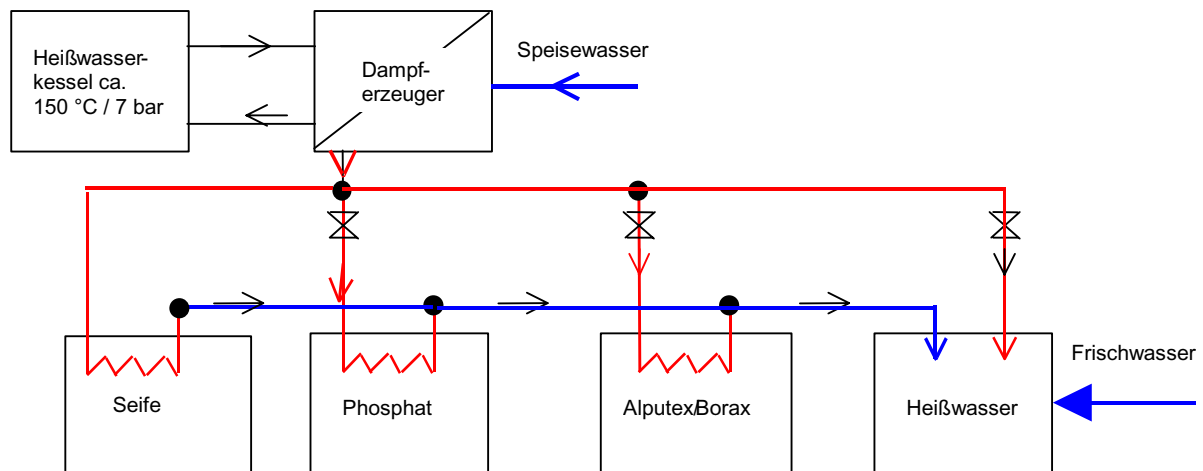 Heißwasser-
kessel ca.
150 °C / 7 bar
Dampf-
erzeuger
Speisewasser
Frischwasser
Seife
Phosphat
Alputex/Borax
Heißwasser